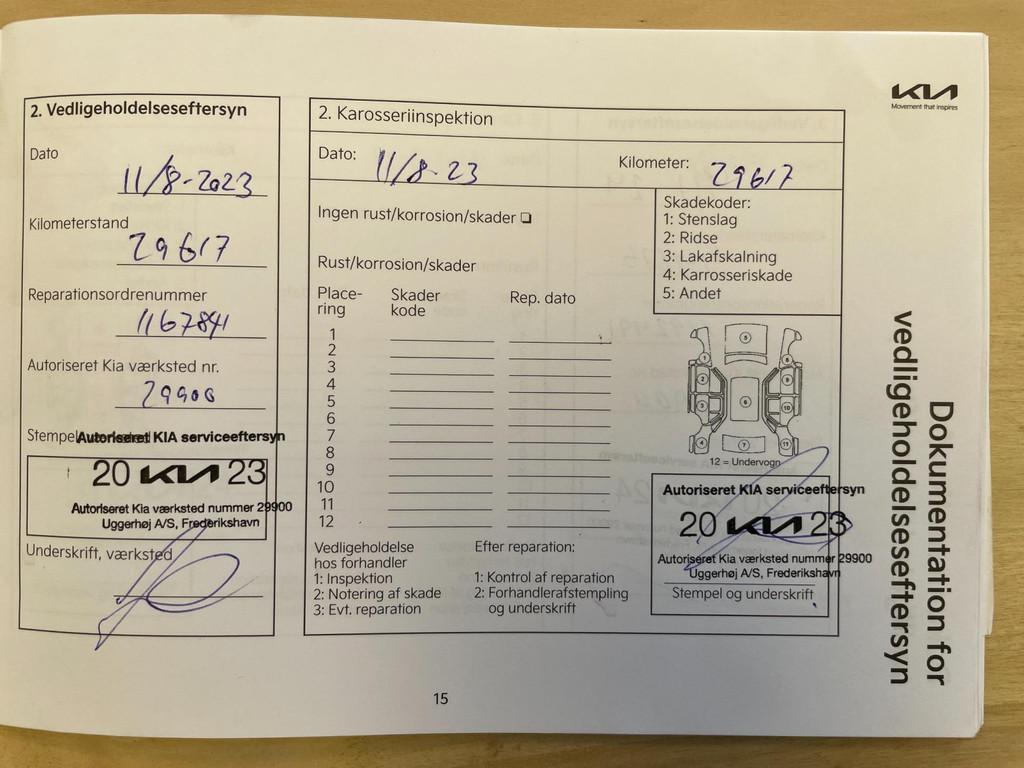 KIA
Movement that inspires
Dokumentation for
vedligeholdelseseftersyn
2. Vedligeholdelseseftersyn
Dato
11/8-2023
Kilometerstand
29617
Reparationsordrenummer
1167841
Autoriseret Kia værksted nr.
29900
Stempel
Autoriseret KIA serviceeftersyn
20 KIA 23
Autoriseret Kia værksted nummer 29900
Uggerhøj A/S, Frederikshavn
Underskrift, værksted
2. Karosseriinspektion
Dato: 11/8-23 Kilometer: 29617
Ingen rust/korrosion/skader ❏
Rust/korrosion/skader
Skadekoder:
1: Stenslag
2: Ridse
3: Lakafskalning
4: Karrosseriskade
5: Andet
Place-
ring
Skader
kode
Rep. dato
1
2
3
4
5
6
7
8
9
10
11
12
12 = Undervogn
Vedligeholdelse
hos forhandler
1: Inspektion
2: Notering af skade
3: Evt. reparation
Efter reparation:
1: Kontrol af reparation
2: Forhandlerafstempling
og underskrift
Autoriseret KIA serviceeftersyn
20 KIA 23
Autoriseret Kia værksted nummer 29900
Uggerhøj A/S, Frederikshavn
Stempel og underskrift
15